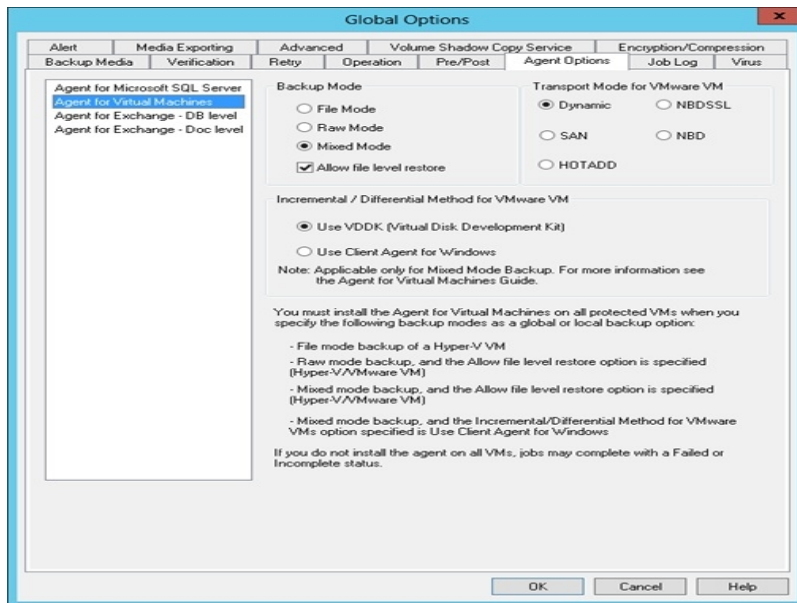 Global Options
x
Alert
Media Exporting
Advanced
Volume Shadow Copy Service
Encryption/Compression
Backup Media
Verification
Retry
Operation
Pre/Post
Agent Options
Job Log
Virus
Agent for Microsoft SQL Server
Agent for Virtual Machines
Agent for Exchange - DB level
Agent for Exchange - Doc level
Backup Mode
File Mode
Raw Mode
Mixed Mode
Allow file level restore
Transport Mode for VMware VM
Dynamic
NBDSSL
SAN
NBD
HOTADD
Incremental / Differential Method for VMware VM
Use VDDK (Virtual Disk Development Kit)
Use Client Agent for Windows
Note: Applicable only for Mixed Mode Backup. For more information see
the Agent for Virtual Machines Guide.
You must install the Agent for Virtual Machines on all protected VMs when you
specify the following backup modes as a global or local backup option:
- File mode backup of a Hyper-V VM
- Raw mode backup, and the Allow file level restore option is specified
(Hyper-V/VMware VM)
- Mixed mode backup, and the Allow file level restore option is specified
(Hyper-V/VMware VM)
- Mixed mode backup, and the Incremental/Differential Method for VMware
VMs option specified is Use Client Agent for Windows
If you do not install the agent on all VMs, jobs may complete with a Failed or
Incomplete status.
OK
Cancel
Help